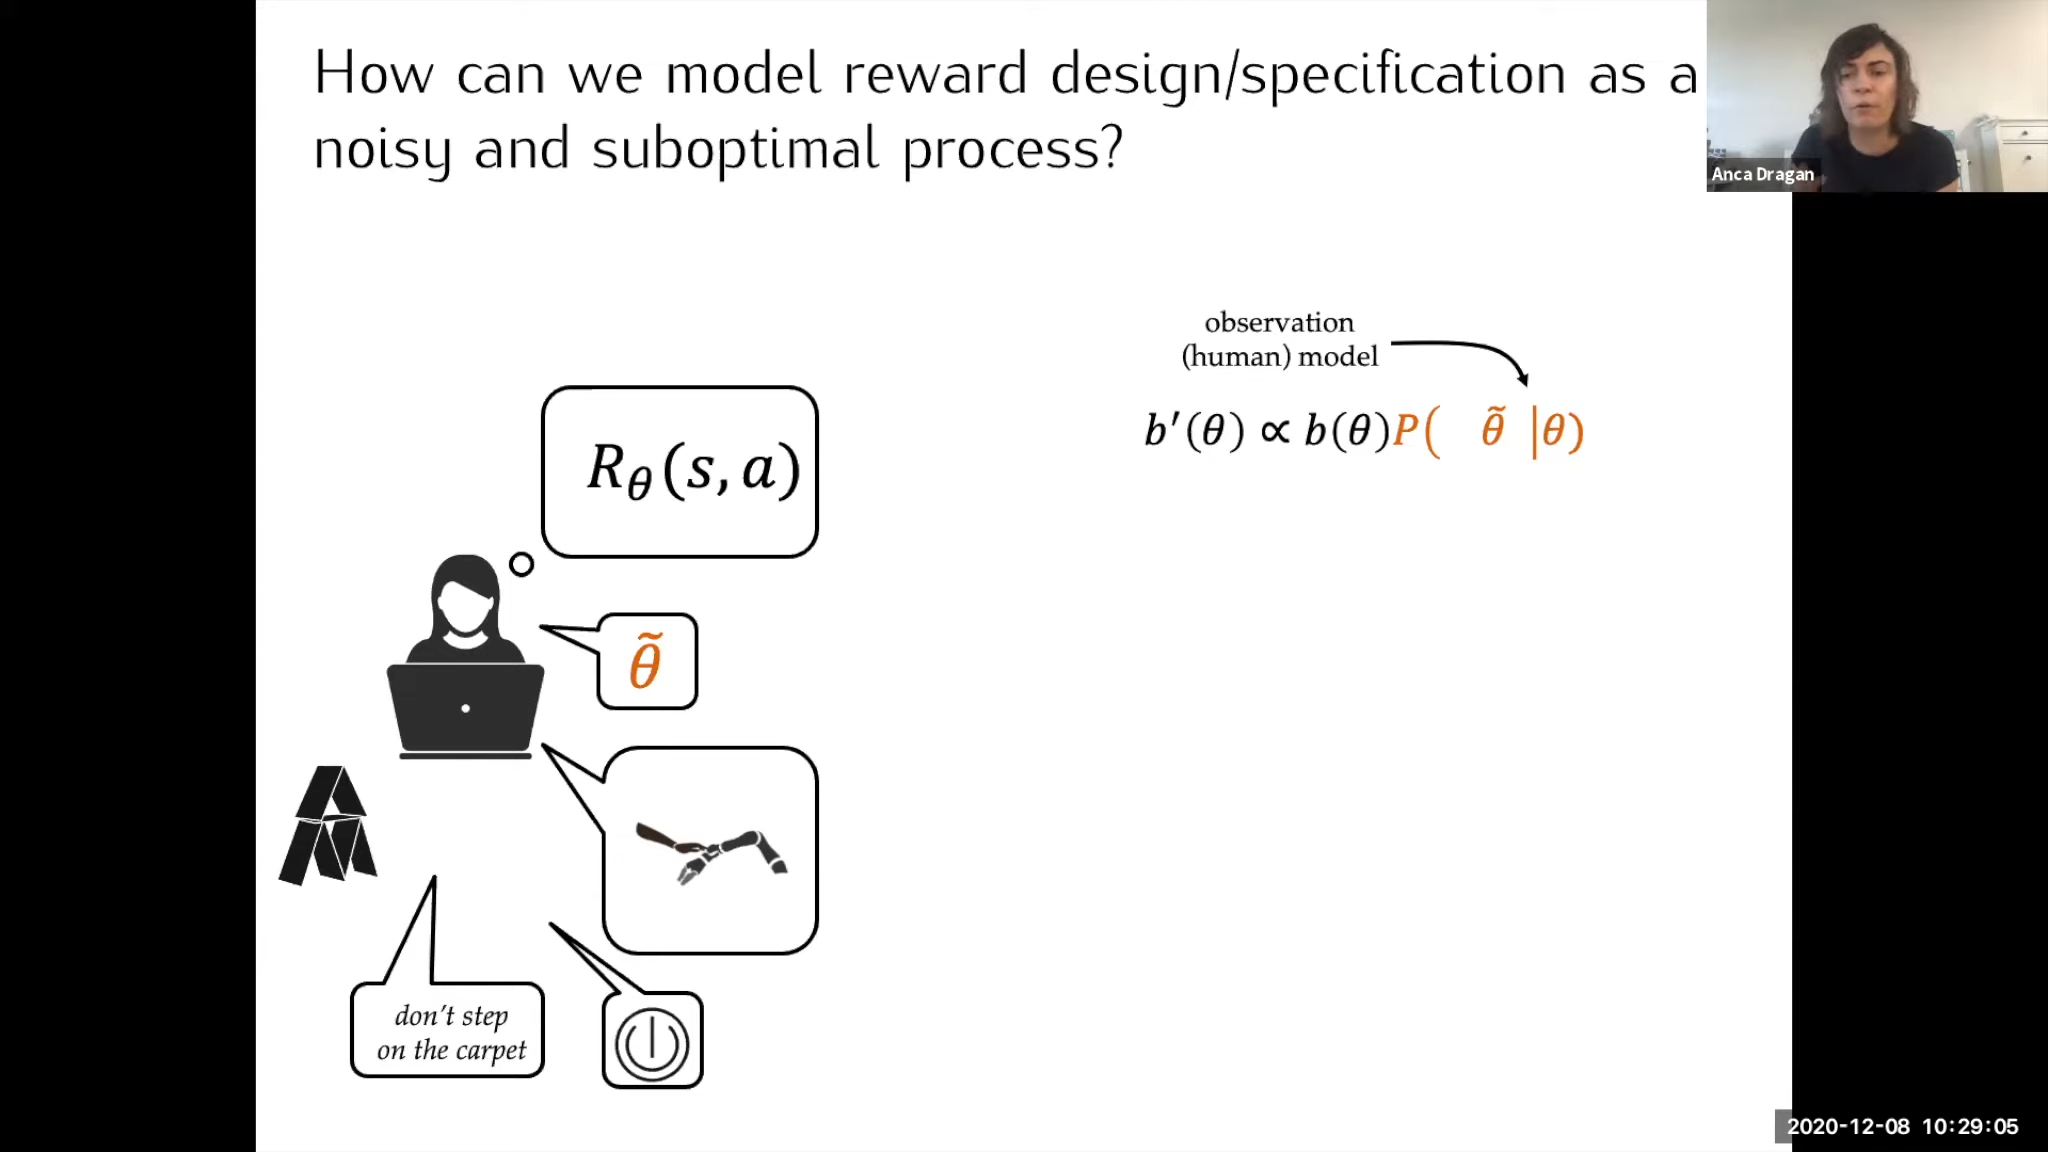 How can we model reward design/specification as a
noisy and suboptimal process?
Anca Dragan
observation
(human) model
b′(θ) ∝ b(θ)P( θ̃ |θ)
R_θ(s, a)
θ̃
don't step
on the carpet
2020-12-08 10:29:05